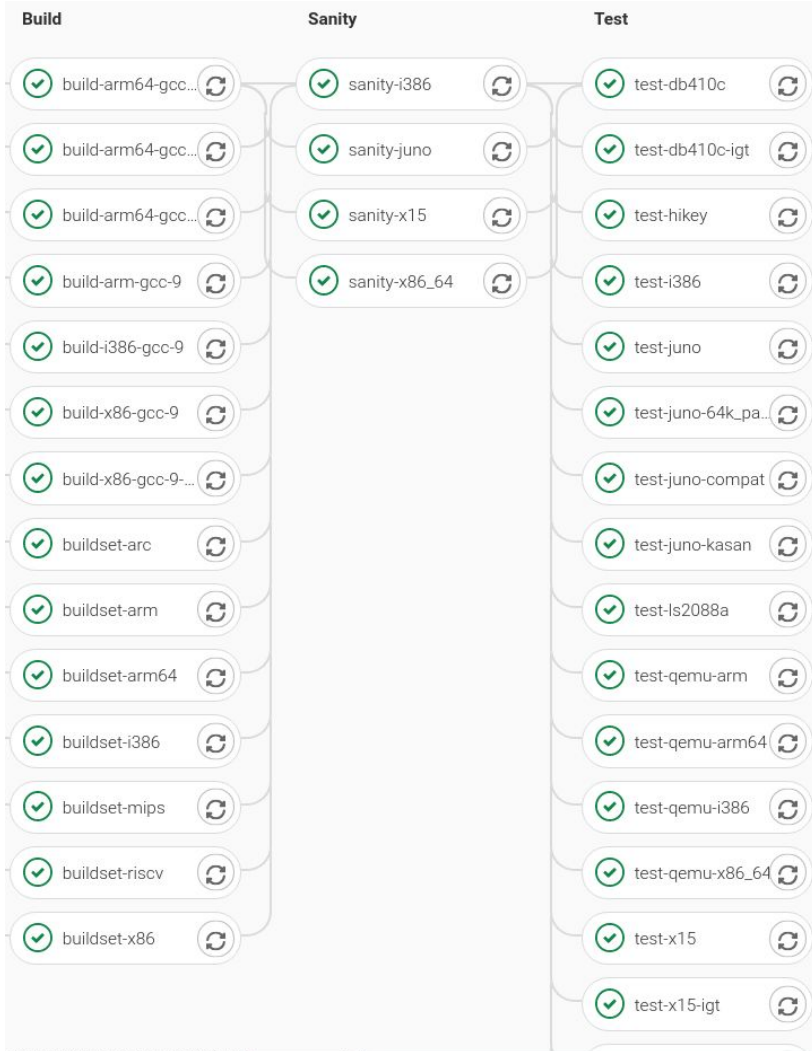 Build
build-arm64-gcc...
build-arm64-gcc...
build-arm64-gcc...
build-arm-gcc-9
build-i386-gcc-9
build-x86-gcc-9
build-x86-gcc-9-...
buildset-arc
buildset-arm
buildset-arm64
buildset-i386
buildset-mips
buildset-riscv
buildset-x86
Sanity
sanity-i386
sanity-juno
sanity-x15
sanity-x86_64
Test
test-db410c
test-db410c-igt
test-hikey
test-i386
test-juno
test-juno-64k_pa...
test-juno-compat
test-juno-kasan
test-ls2088a
test-qemu-arm
test-qemu-arm64
test-qemu-i386
test-qemu-x86_64
test-x15
test-x15-igt